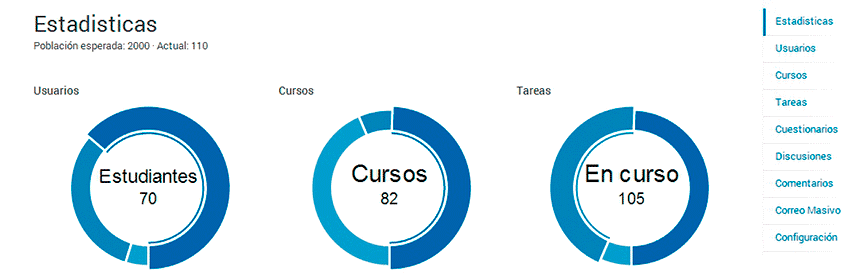 Estadisticas
Población esperada: 2000 · Actual: 110
Usuarios
Cursos
Tareas
Estudiantes
70
Cursos
82
En curso
105
Estadisticas
Usuarios
Cursos
Tareas
Cuestionarios
Discusiones
Comentarios
Correo Masivo
Configuración